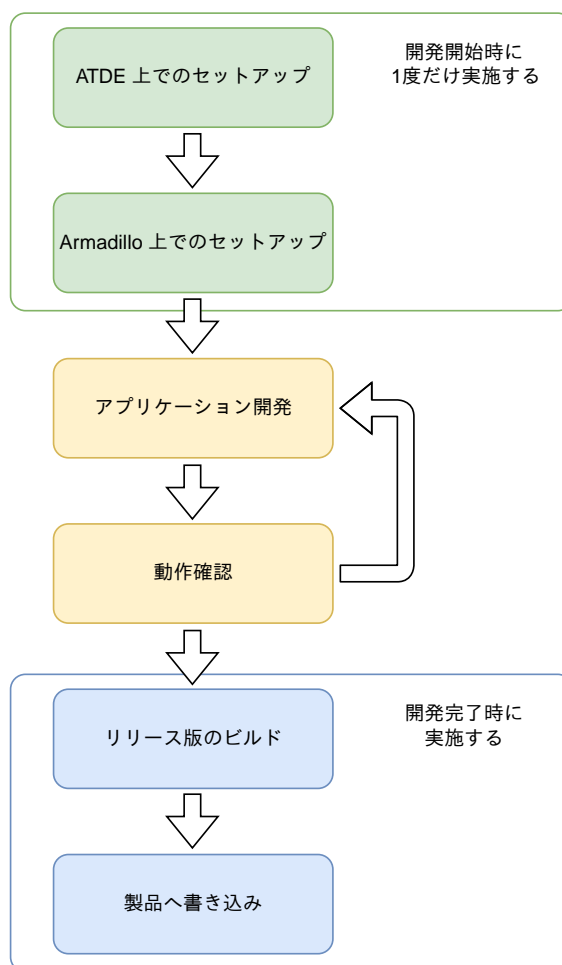 ATDE 上でのセットアップ
開発開始時に
1度だけ実施する
Armadillo 上でのセットアップ
アプリケーション開発
動作確認
リリース版のビルド
開発完了時に
実施する
製品へ書き込み